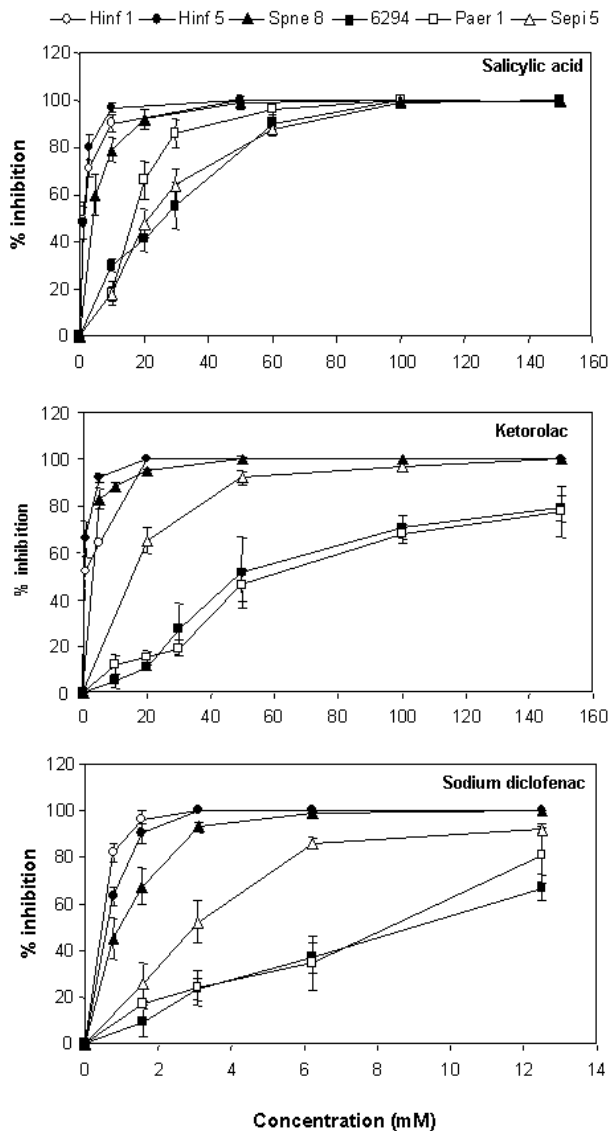 Hinf 1 Hinf 5 Spne 8 6294 Paer 1 Sepi 5
Salicylic acid
120
100
80
60
40
20
0
% inhibition
0 20 40 60 80 100 120 140 160
Ketorolac
120
100
80
60
40
20
0
% inhibition
0 20 40 60 80 100 120 140 160
Sodium diclofenac
120
100
80
60
40
20
0
% inhibition
0 2 4 6 8 10 12 14
Concentration (mM)